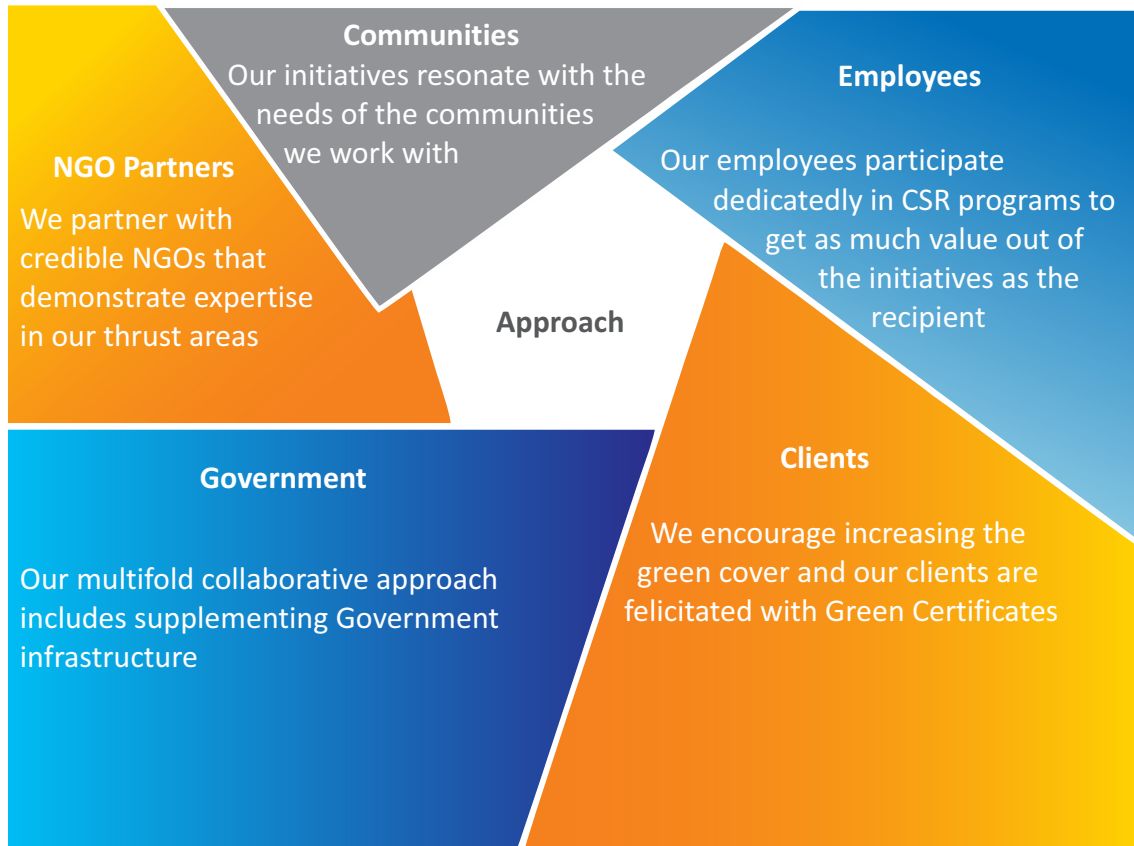 Communities
Our initiatives resonate with the
needs of the communities
we work with
Employees
Our employees participate
dedicatedly in CSR programs to
get as much value out of
the initiatives as the
recipient
NGO Partners
We partner with
credible NGOs that
demonstrate expertise
in our thrust areas
Approach
Government
Our multifold collaborative approach
includes supplementing Government
infrastructure
Clients
We encourage increasing the
green cover and our clients are
felicitated with Green Certificates